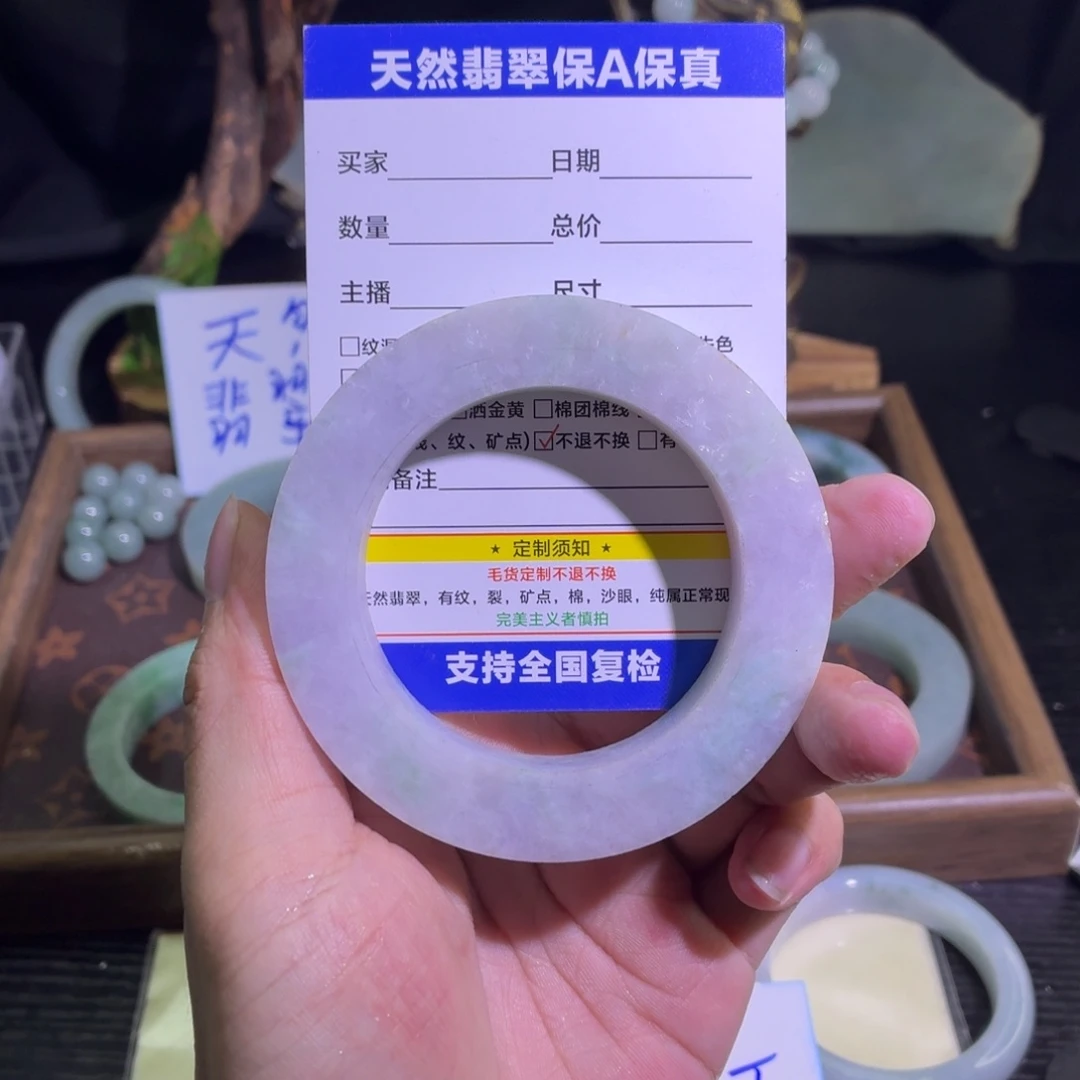 天然翡翠保A保真
买家 日期
数量 总价
主播 尺寸
□纹
□洒金黄 □棉团棉线
、纹、矿点) ☑不退不换 □有
备注
★ 定制须知 ★
毛货定制不退不换
天然翡翠，有纹，裂，矿点，棉，沙眼，纯属正常现
完美主义者慎拍
支持全国复检
天
翡